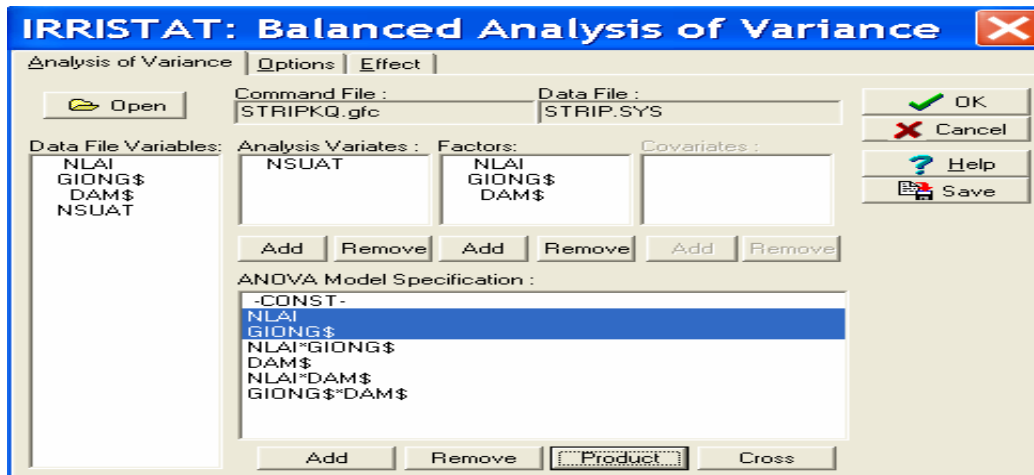 IRRISTAT: Balanced Analysis of Variance
Analysis of Variance
Options
Effect
Open
Command File :
STRIPKQ.gfc
Data File :
STRIP.SYS
OK
Cancel
Help
Save
Data File Variables:
NLAI
GIONG$
DAM$
NSUAT
Analysis Variates :
NSUAT
Factors:
NLAI
GIONG$
DAM$
Covariates :
Add
Remove
Add
Remove
Add
Remove
ANOVA Model Specification :
-CONST-
NLAI
GIONG$
NLAI*GIONG$
DAM$
NLAI*DAM$
GIONG$*DAM$
Add
Remove
Product
Cross